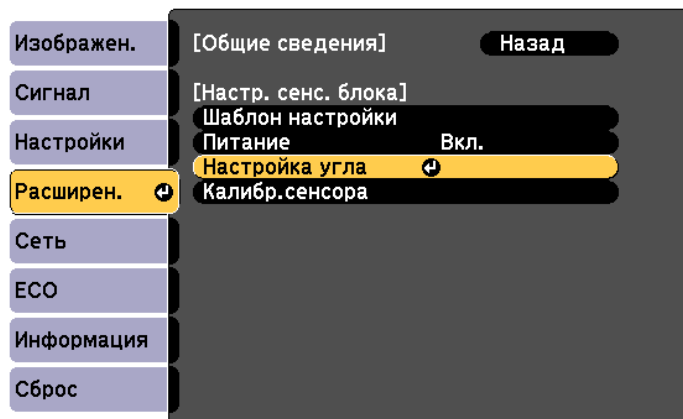 Изображен.
Сигнал
Настройки
Расширен.
Сеть
ECO
Информация
Сброс
[Общие сведения] Назад
[Настр. сенс. блока]
Шаблон настройки
Питание Вкл.
Настройка угла
Калибр.сенсора